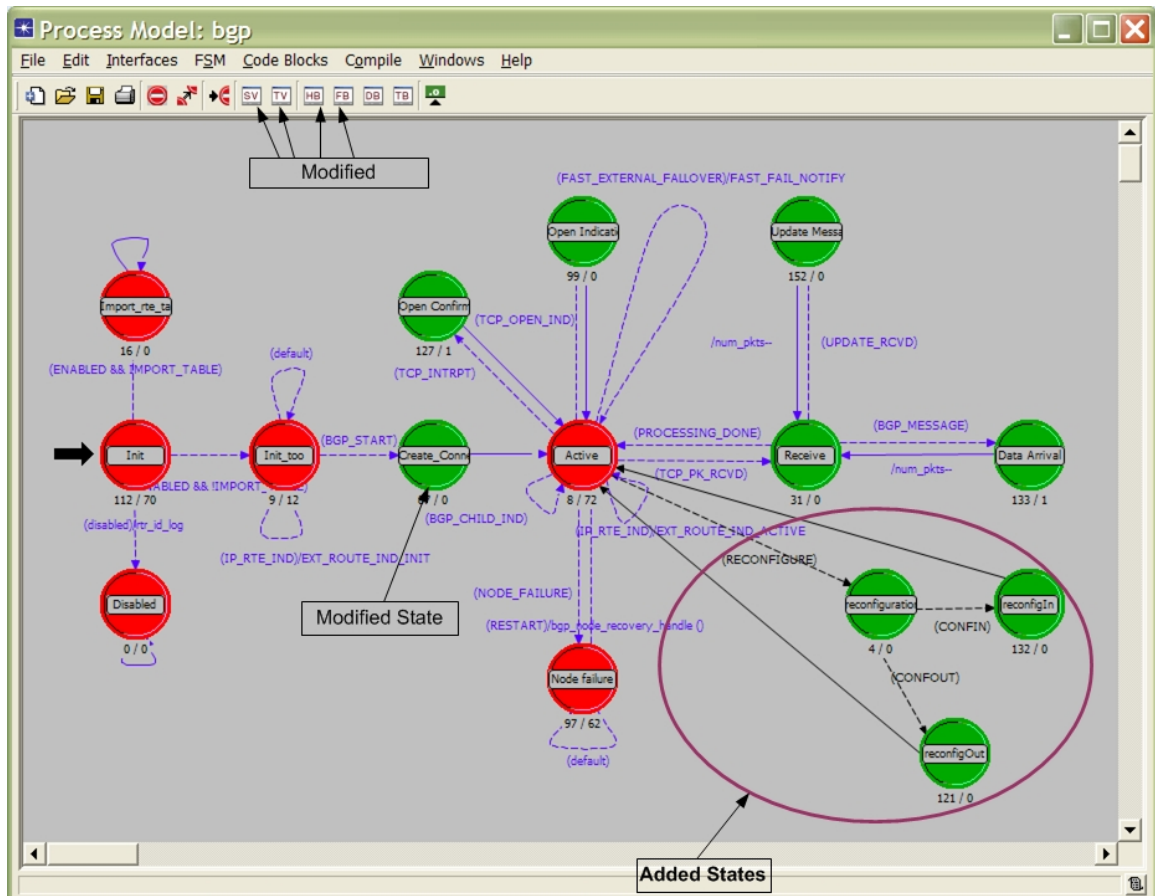 Process Model: bgp
File Edit Interfaces FSM Code Blocks Compile Windows Help
SV TV HB FB DB TB
Modified
(FAST_EXTERNAL_FALLOVER)/FAST_FAIL_NOTIFY
Open Indicati
99 / 0
Update Messa
152 / 0
Import_rte_ta
16 / 0
Open Confirm
127 / 1
(TCP_OPEN_IND)
/num_pkts--
(UPDATE_RCVD)
(default)
(ENABLED && IMPORT_TABLE)
(TCP_INTRPT)
Init
112 / 70
Init_too
9 / 12
(BGP_START)
Create_Conne
/ 0
Active
8 / 72
(PROCESSING_DONE)
(TCP_PK_RCVD)
Receive
31 / 0
(BGP_MESSAGE)
/num_pkts--
Data Arrival
133 / 1
ABLED && !IMPORT_
(disabled)/rtr_id_log
(BGP_CHILD_IND)
(IP_RTE_IND)/EXT_ROUTE_IND_ACTIVE
(IP_RTE_IND)/EXT_ROUTE_IND_INIT
(RECONFIGURE)
Disabled
0 / 0
Modified State
(NODE_FAILURE)
(RESTART)/bgp_node_recovery_handle ()
reconfiguration
4 / 0
(CONFIN)
reconfigIn
132 / 0
(CONFOUT)
Node failure
97 / 62
(default)
reconfigOut
121 / 0
Added States